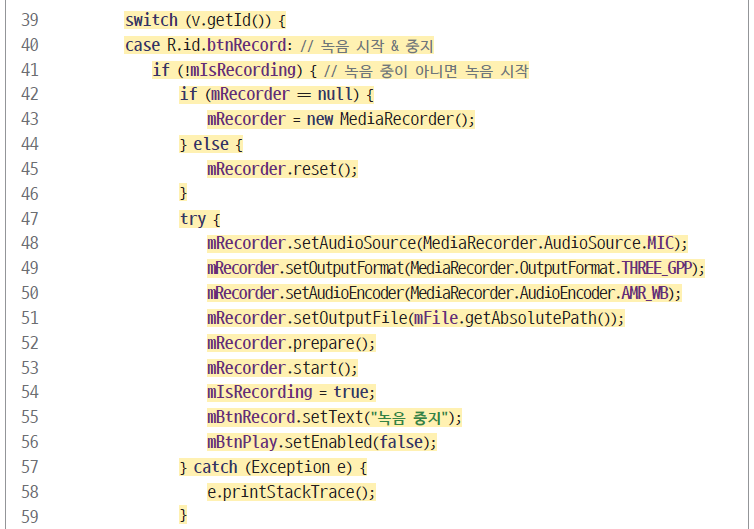 39 switch (v.getId()) {
40 case R.id.btnRecord: // 녹음 시작 & 중지
41 if (!mIsRecording) { // 녹음 중이 아니면 녹음 시작
42 if (mRecorder == null) {
43 mRecorder = new MediaRecorder();
44 } else {
45 mRecorder.reset();
46 }
47 try {
48 mRecorder.setAudioSource(MediaRecorder.AudioSource.MIC);
49 mRecorder.setOutputFormat(MediaRecorder.OutputFormat.THREE_GPP);
50 mRecorder.setAudioEncoder(MediaRecorder.AudioEncoder.AMR_WB);
51 mRecorder.setOutputFile(mFile.getAbsolutePath());
52 mRecorder.prepare();
53 mRecorder.start();
54 mIsRecording = true;
55 mBtnRecord.setText("녹음 중지");
56 mBtnPlay.setEnabled(false);
57 } catch (Exception e) {
58 e.printStackTrace();
59 }